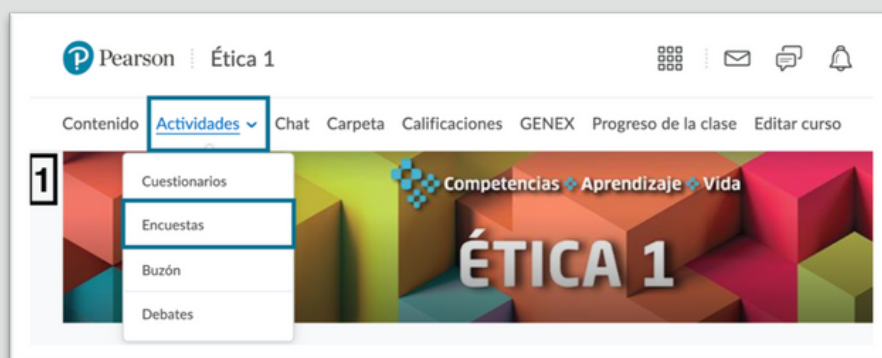 Pearson Ética 1
Contenido Actividades Chat Carpeta Calificaciones GENEX Progreso de la clase Editar curso
1
Cuestionarios
Encuestas
Buzón
Debates
Competencias Aprendizaje Vida
ÉTICA 1